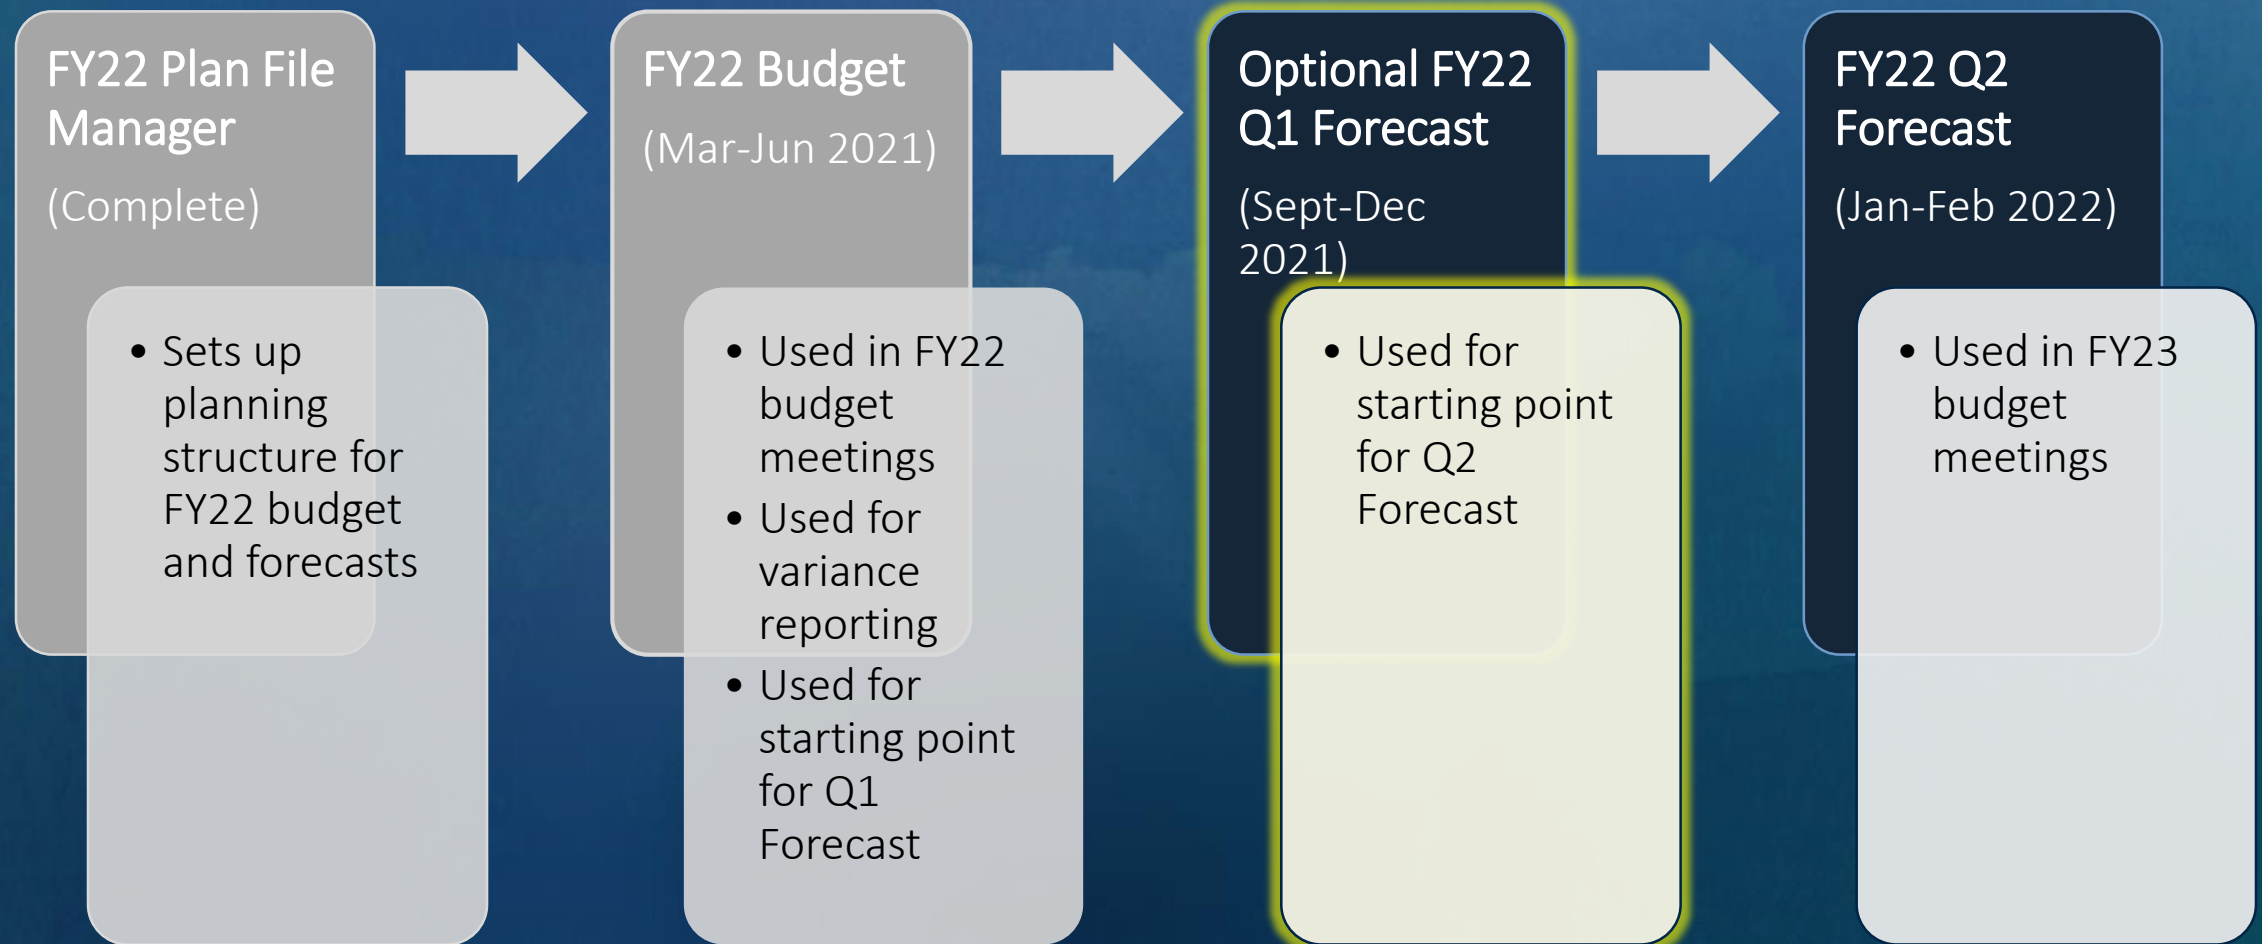 FY22 Plan File
Manager
(Complete)
• Sets up
planning
structure for
FY22 budget
and forecasts
FY22 Budget
(Mar-Jun 2021)
• Used in FY22
budget
meetings
• Used for
variance
reporting
• Used for
starting point
for Q1
Forecast
Optional FY22
Q1 Forecast
(Sept-Dec
2021)
• Used for
starting point
for Q2
Forecast
FY22 Q2
Forecast
(Jan-Feb 2022)
• Used in FY23
budget
meetings